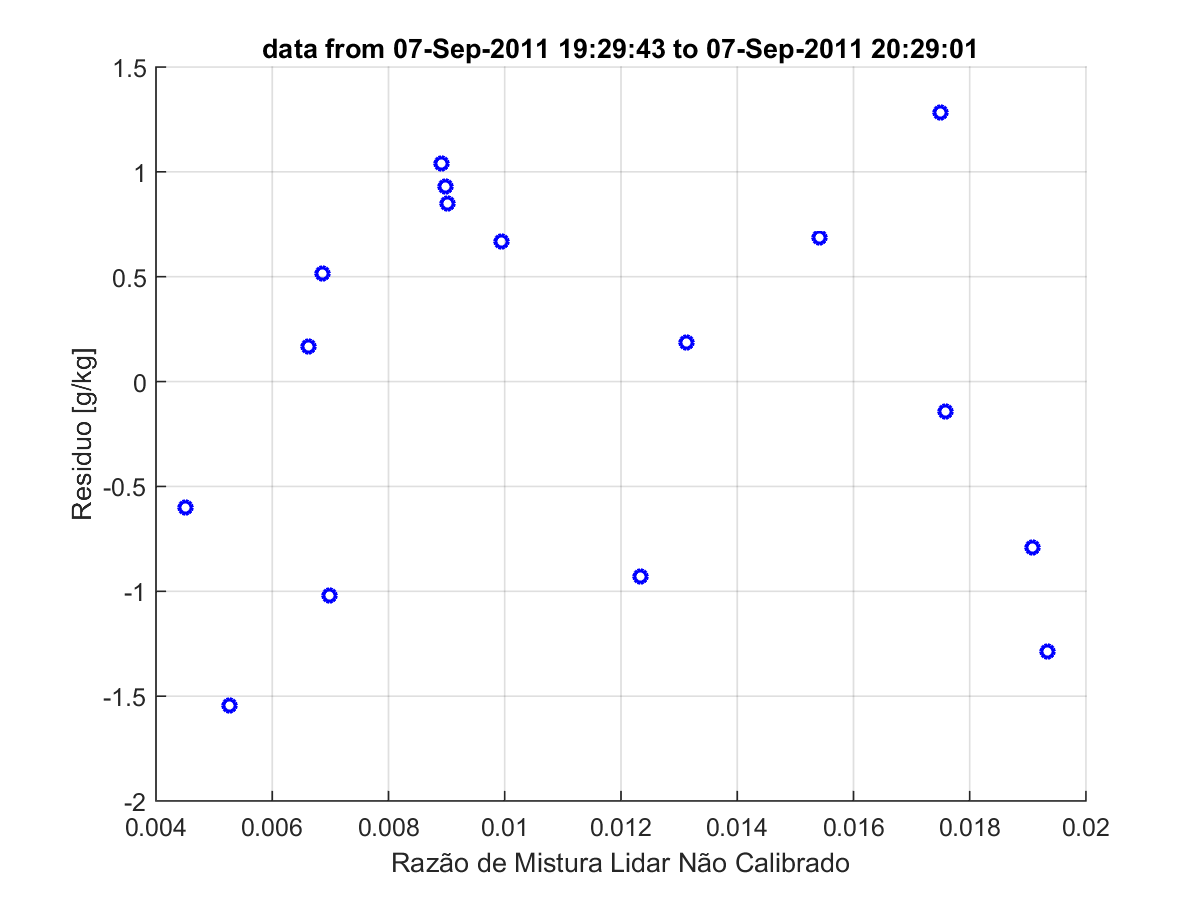 data from 07-Sep-2011 19:29:43 to 07-Sep-2011 20:29:01
1.5
1
0.5
0
-0.5
-1
-1.5
-2
Residuo [g/kg]
0.004 0.006 0.008 0.01 0.012 0.014 0.016 0.018 0.02
Razão de Mistura Lidar Não Calibrado